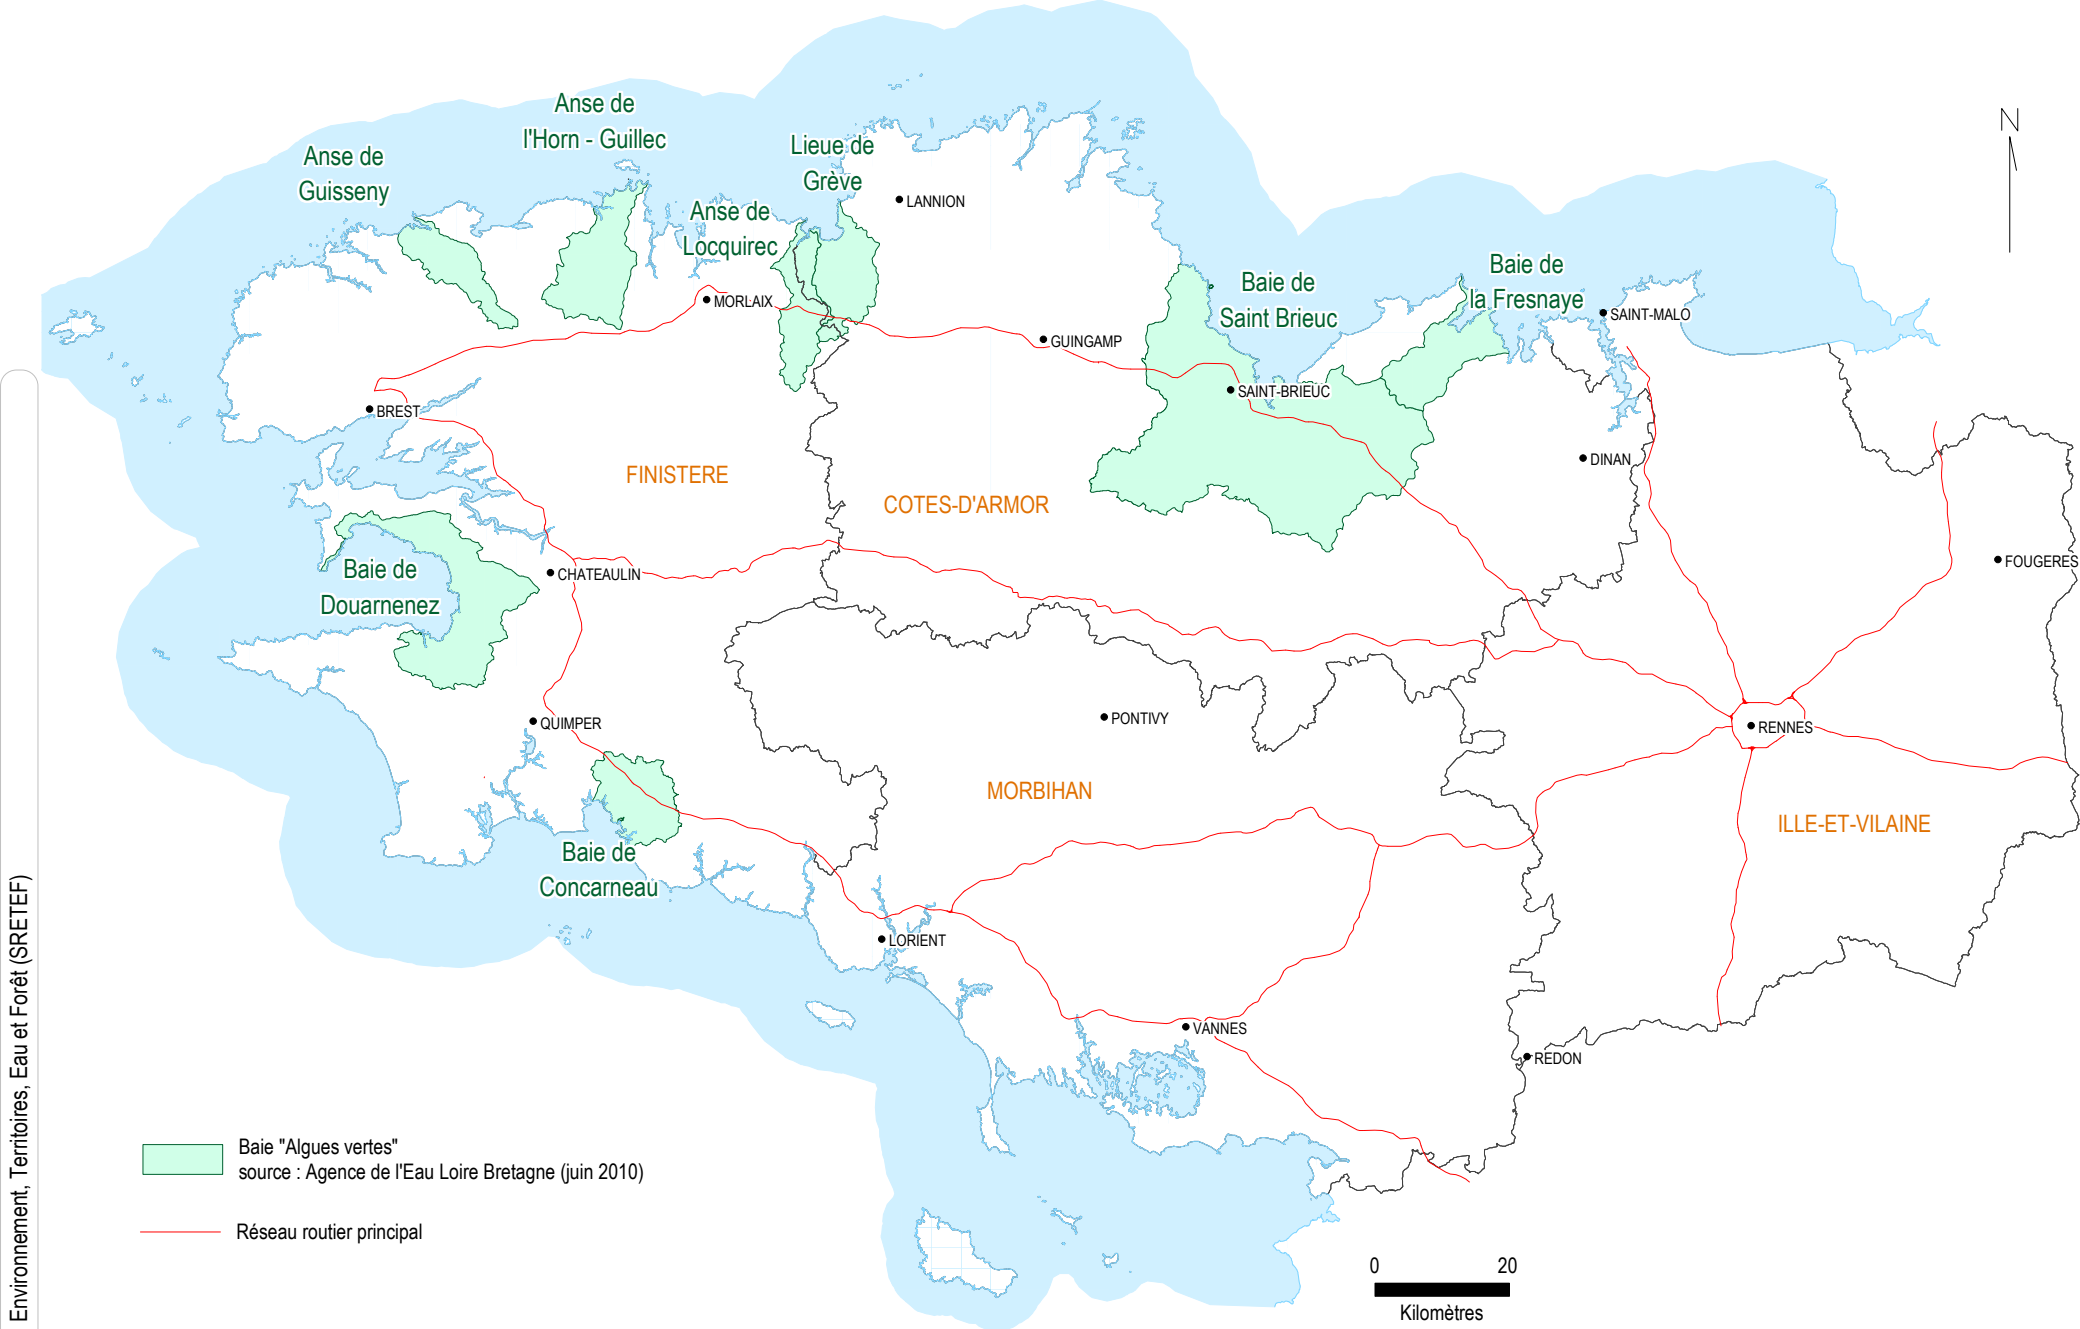 Anse de
l'Horn - Guillec
Anse de
Guisseny
Lieue de
Grève
Anse de
Locquirec
N
LANNION
MORLAIX
GUINGAMP
Baie de
Saint Brieuc
Baie de
la Fresnaye
SAINT-MALO
SAINT-BRIEUC
BREST
DINAN
FINISTERE
COTES-D'ARMOR
FOUGERES
Baie de
Douarnenez
CHATEAULIN
QUIMPER
PONTIVY
RENNES
MORBIHAN
ILLE-ET-VILAINE
Baie de
Concarneau
LORIENT
VANNES
REDON
Environnement, Territoires, Eau et Forêt (SRETEF)
Baie "Algues vertes"
source : Agence de l'Eau Loire Bretagne (juin 2010)
Réseau routier principal
0 20
Kilomètres